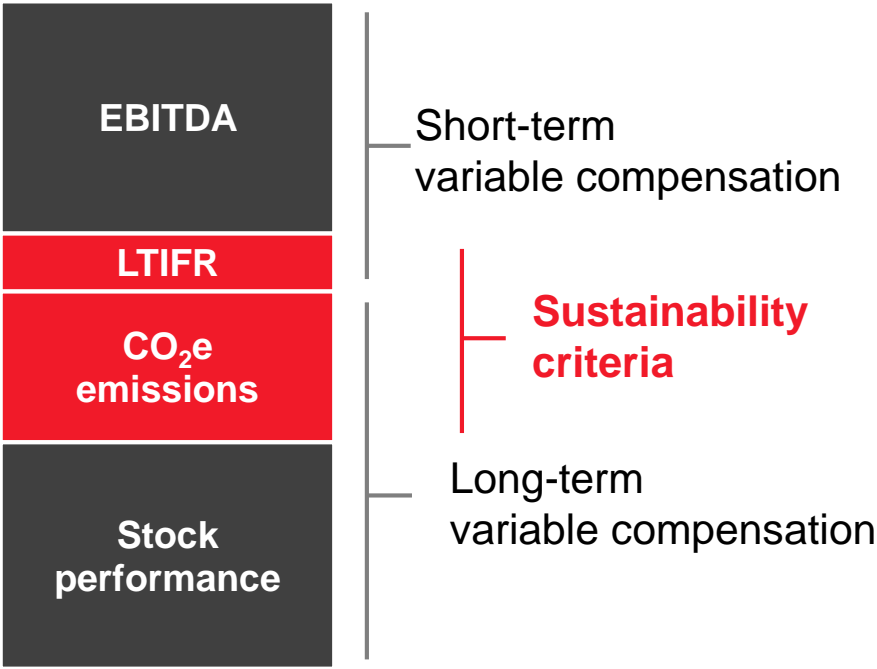 EBITDA
Short-term
variable compensation
LTIFR
CO₂e
emissions
Sustainability
criteria
Long-term
variable compensation
Stock
performance